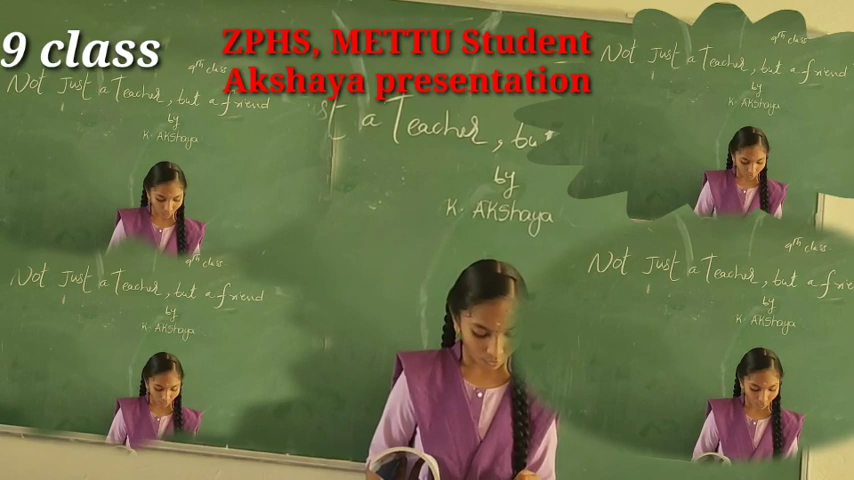 9 class
ZPHS, METTU Student
Akshaya presentation
9th class
Not Just a Teacher, but a friend
by
K. AKshaya
st a Teacher, bu
by
K. AKshaya
9th class
Not Just a Teacher, but a friend
by
K. AKshaya
9th class
Not Just a Teacher, but a friend
by
K. AKshaya
9th class
Not Just a Teacher, but a frie
by
K. AKshaya